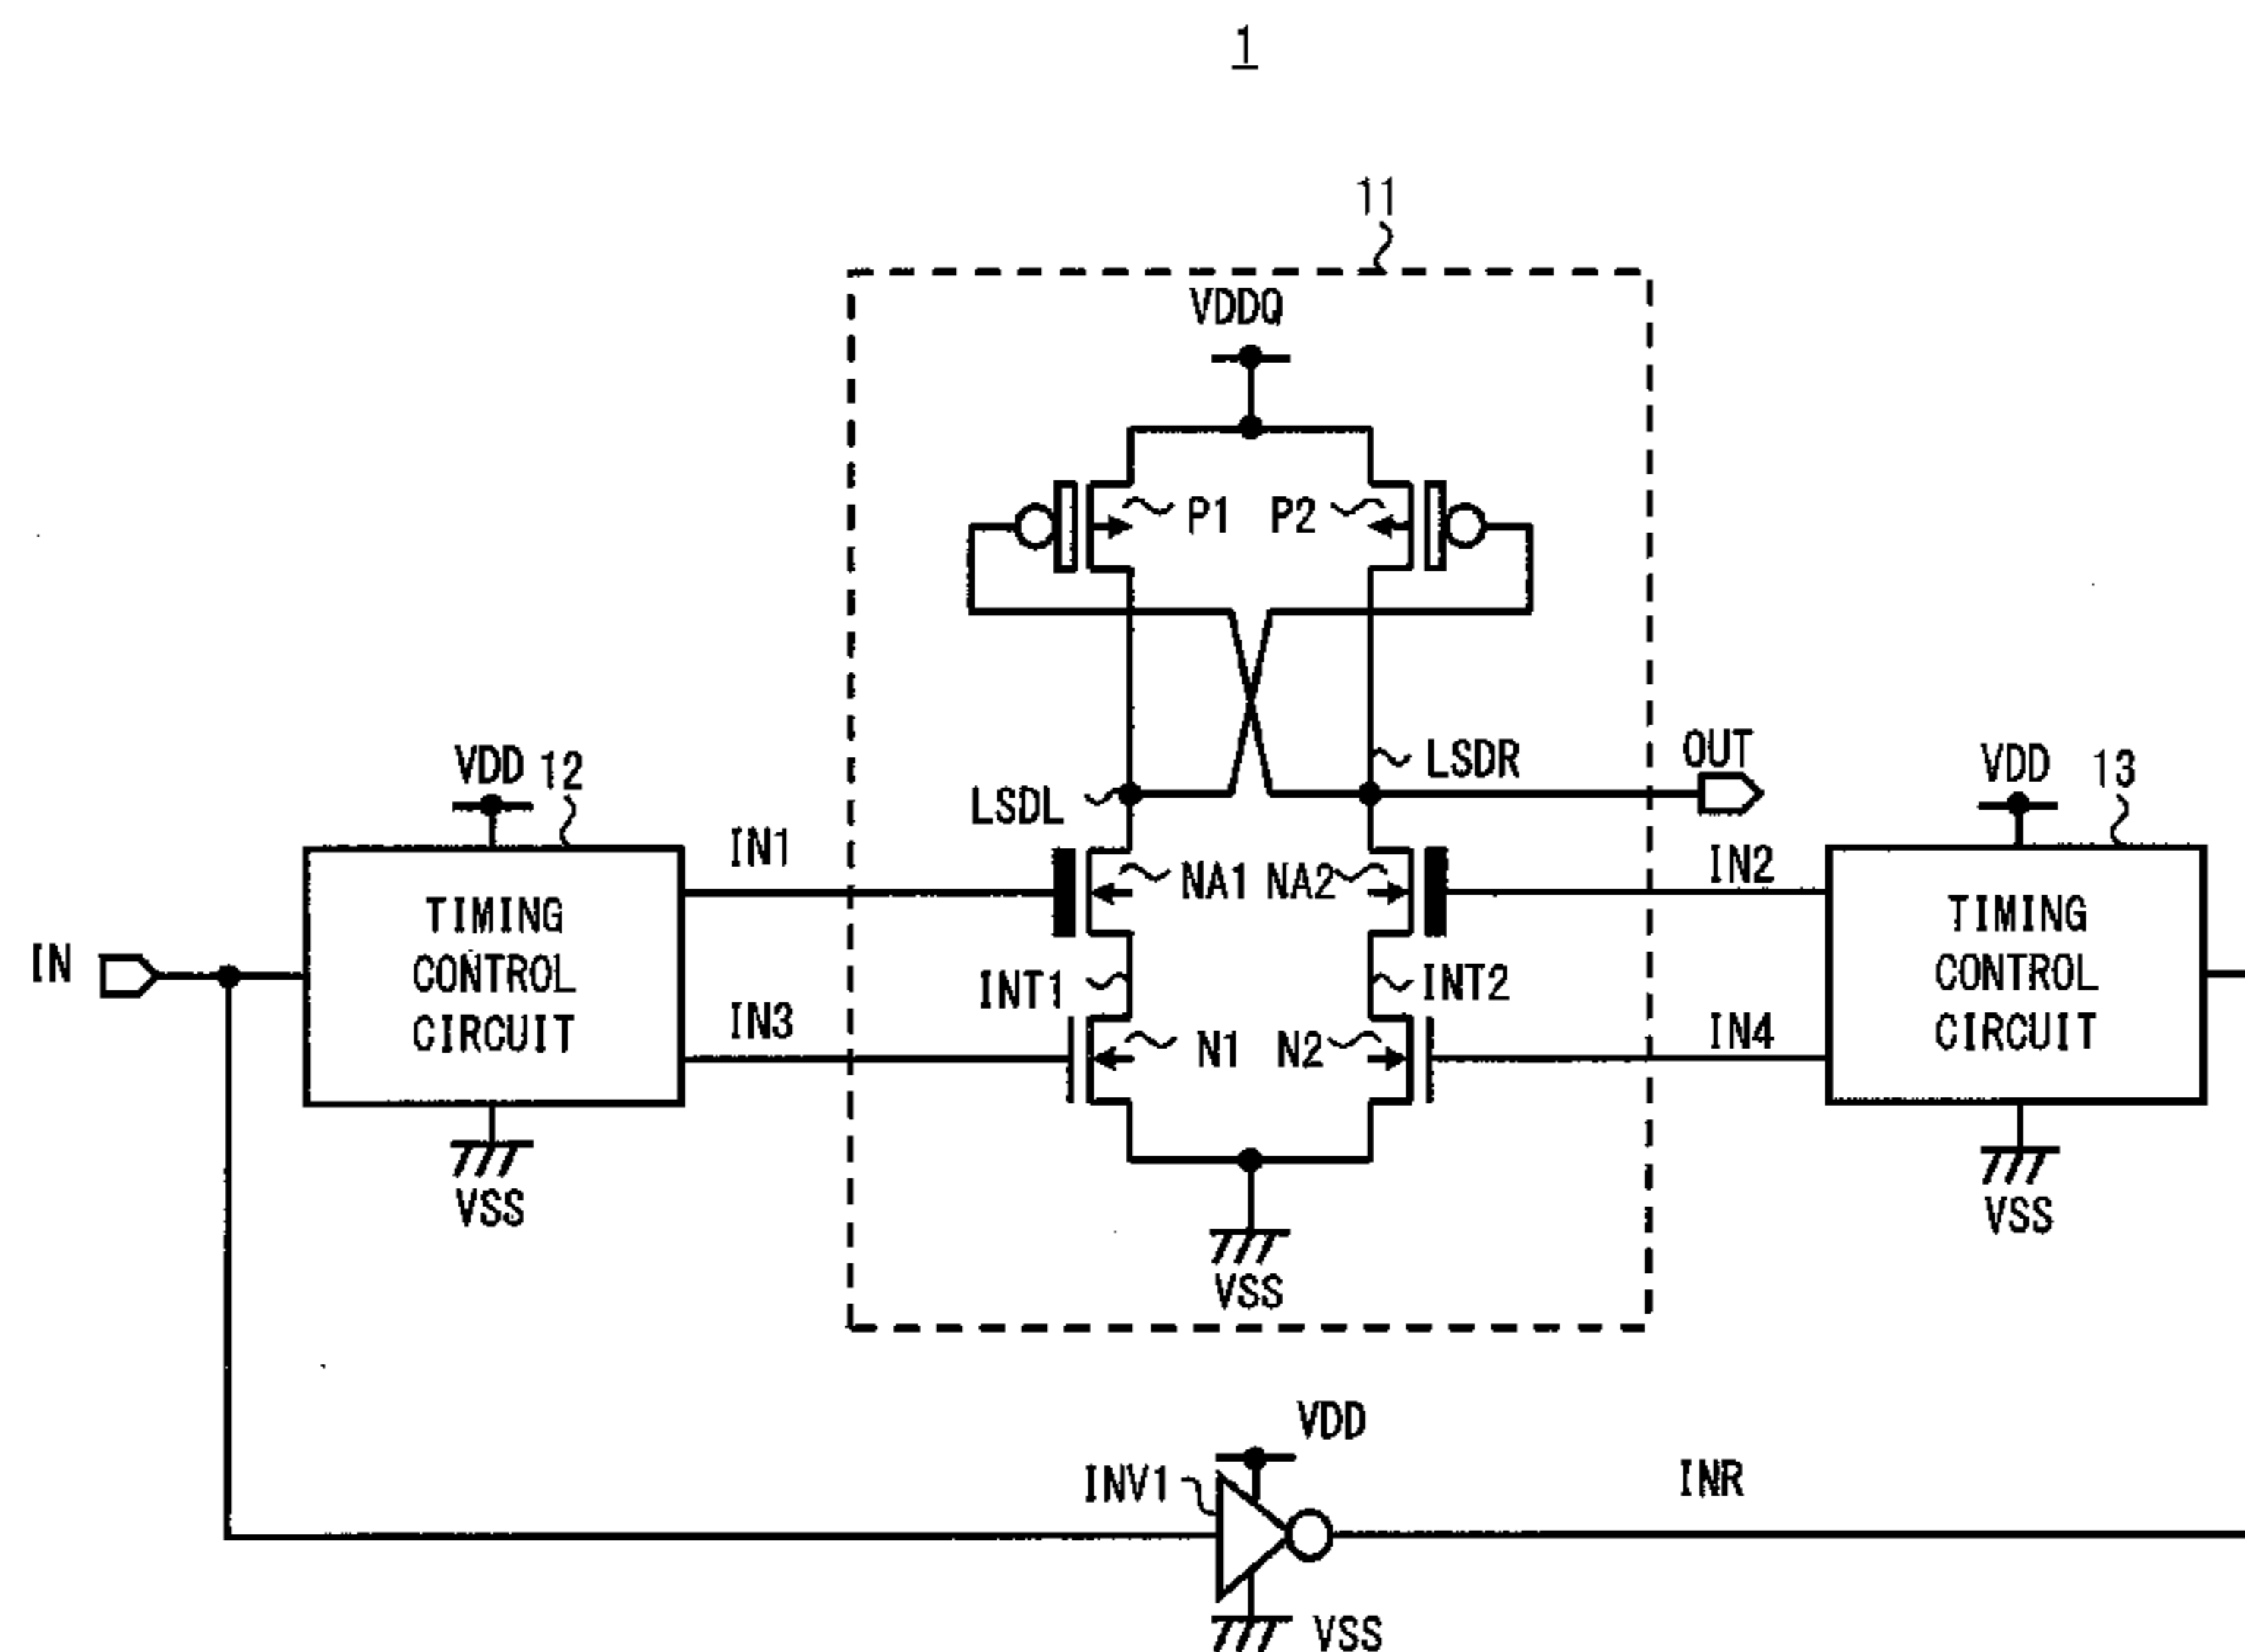 1
11
VDDQ
P1 P2
LSDR
OUT
LSDL
VDD 12
VDD 13
IN1
NA1 NA2
IN2
TIMING
CONTROL
CIRCUIT
IN
INT1
INT2
TIMING
CONTROL
CIRCUIT
IN3
N1 N2
IN4
VSS
VSS
VSS
VDD
INV1
INR
VSS